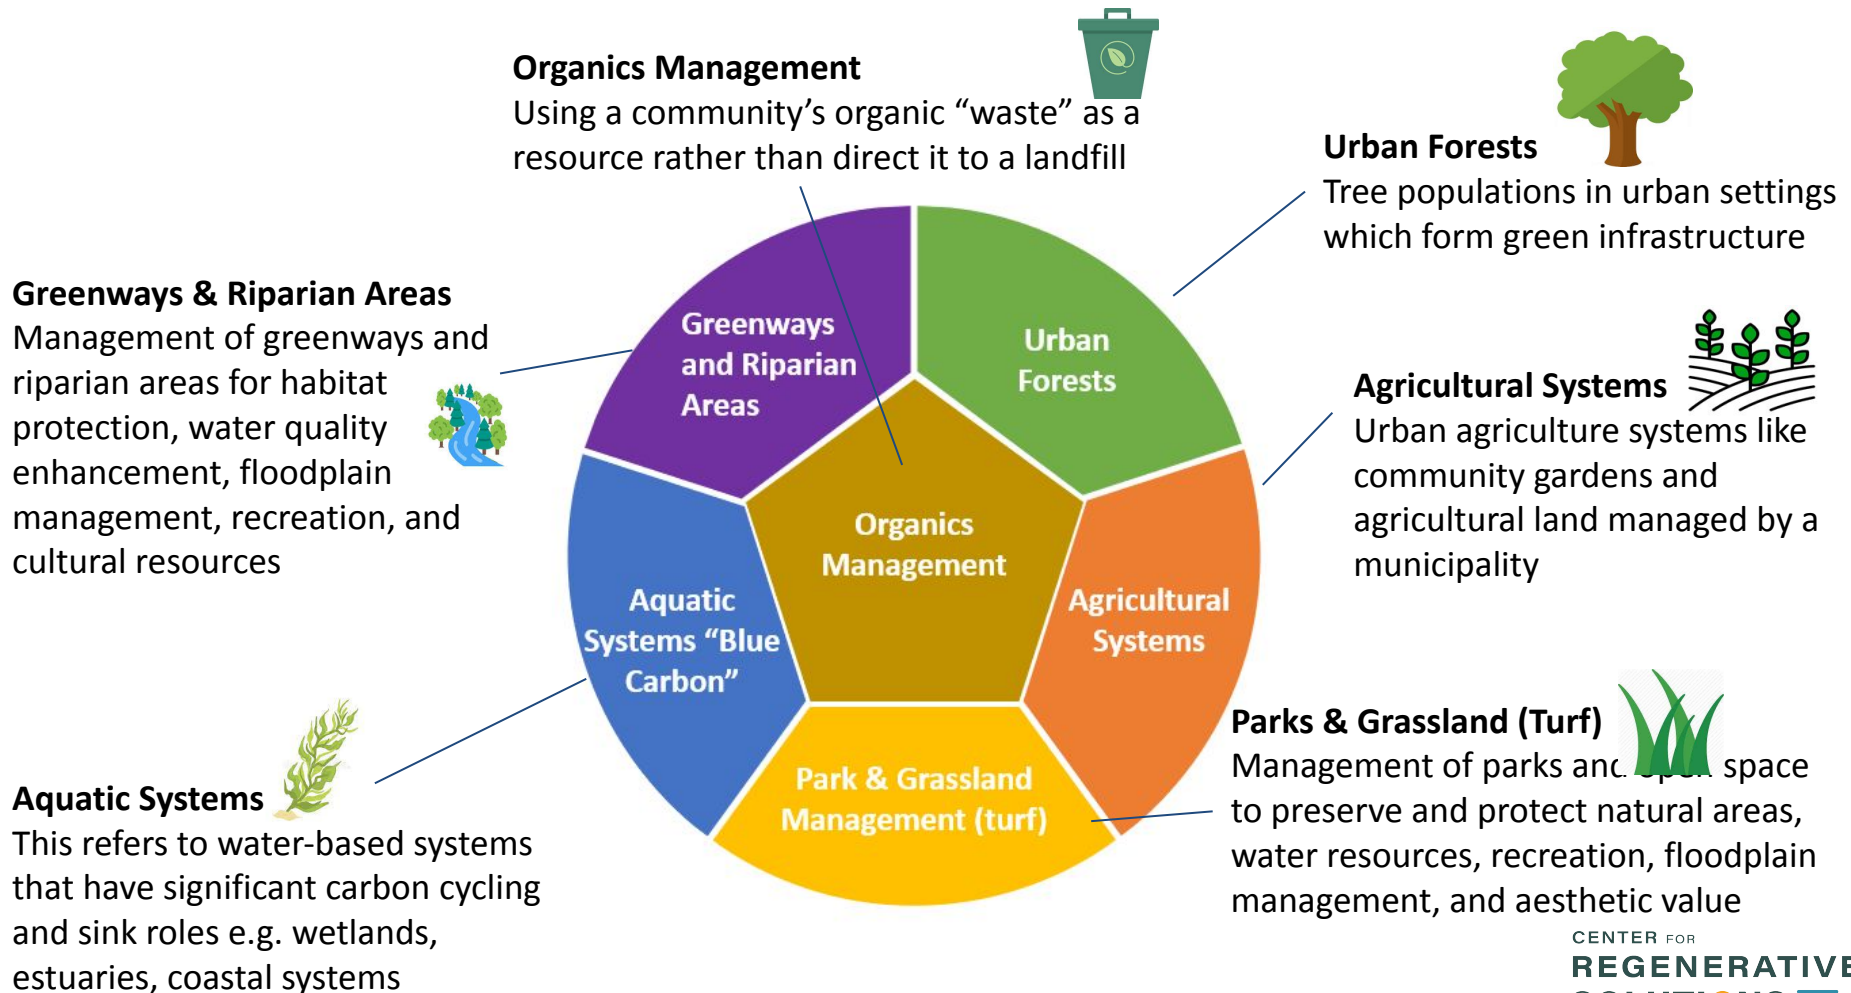 Organics Management
Using a community’s organic “waste” as a
resource rather than direct it to a landfill
Urban Forests
Tree populations in urban settings
which form green infrastructure
Greenways & Riparian Areas
Management of greenways and
riparian areas for habitat
protection, water quality
enhancement, floodplain
management, recreation, and
cultural resources
Agricultural Systems
Urban agriculture systems like
community gardens and
agricultural land managed by a
municipality
Greenways
and Riparian
Areas
Urban
Forests
Organics
Management
Aquatic
Systems “Blue
Carbon”
Agricultural
Systems
Park & Grassland
Management (turf)
Aquatic Systems
This refers to water-based systems
that have significant carbon cycling
and sink roles e.g. wetlands,
estuaries, coastal systems
Parks & Grassland (Turf)
Management of parks and open space
to preserve and protect natural areas,
water resources, recreation, floodplain
management, and aesthetic value
CENTER FOR
REGENERATIVE
SOLUTIONS